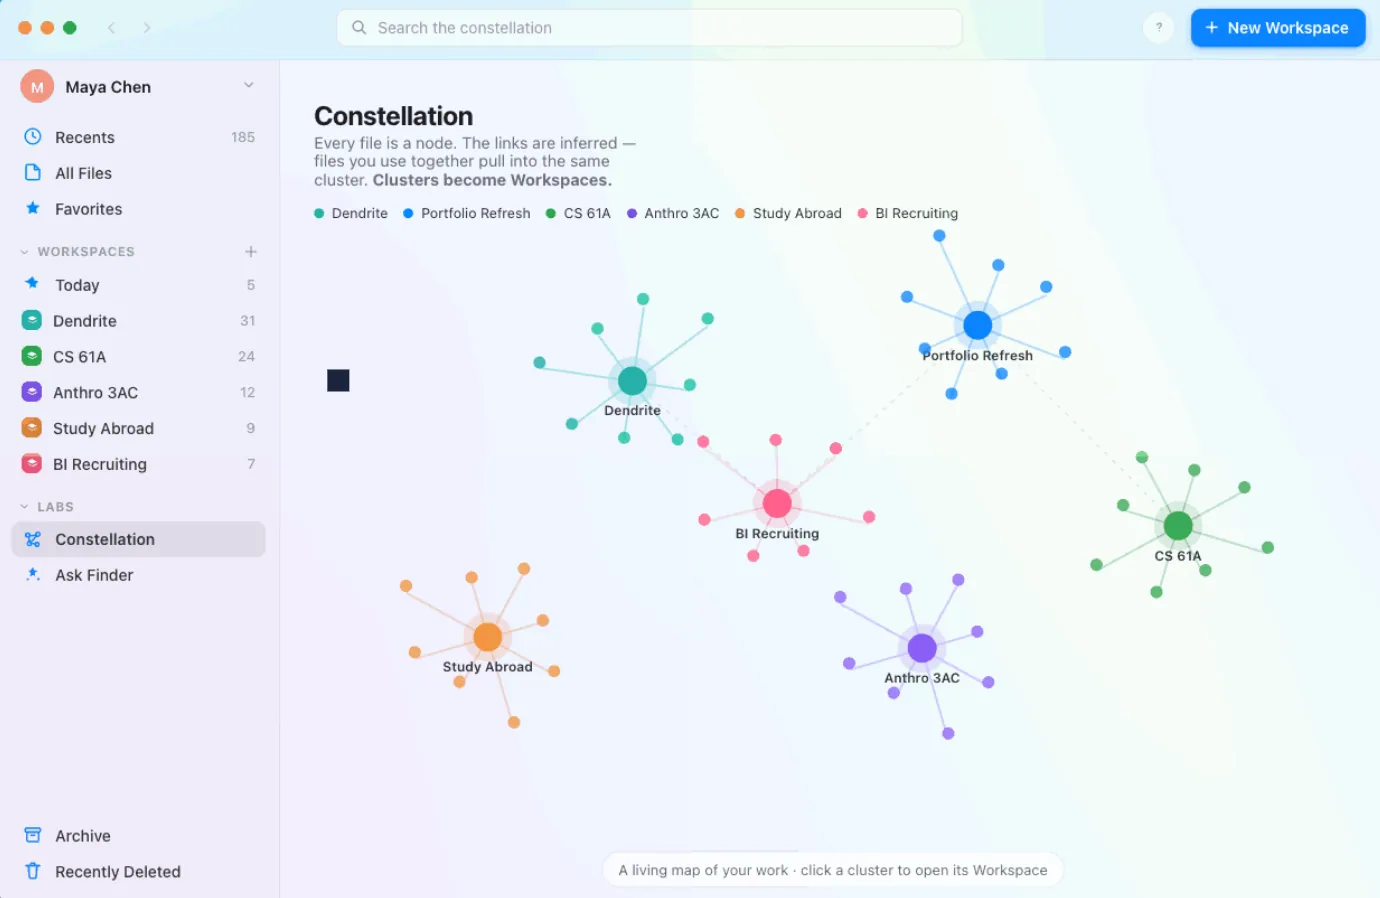 Search the constellation
?
+ New Workspace
M
Maya Chen
Recents 185
All Files
Favorites
WORKSPACES
Today 5
Dendrite 31
CS 61A 24
Anthro 3AC 12
Study Abroad 9
BI Recruiting 7
LABS
Constellation
Ask Finder
Archive
Recently Deleted
Constellation
Every file is a node. The links are inferred —
files you use together pull into the same
cluster. Clusters become Workspaces.
Dendrite Portfolio Refresh CS 61A Anthro 3AC Study Abroad BI Recruiting
Portfolio Refresh
Dendrite
BI Recruiting
CS 61A
Study Abroad
Anthro 3AC
A living map of your work · click a cluster to open its Workspace